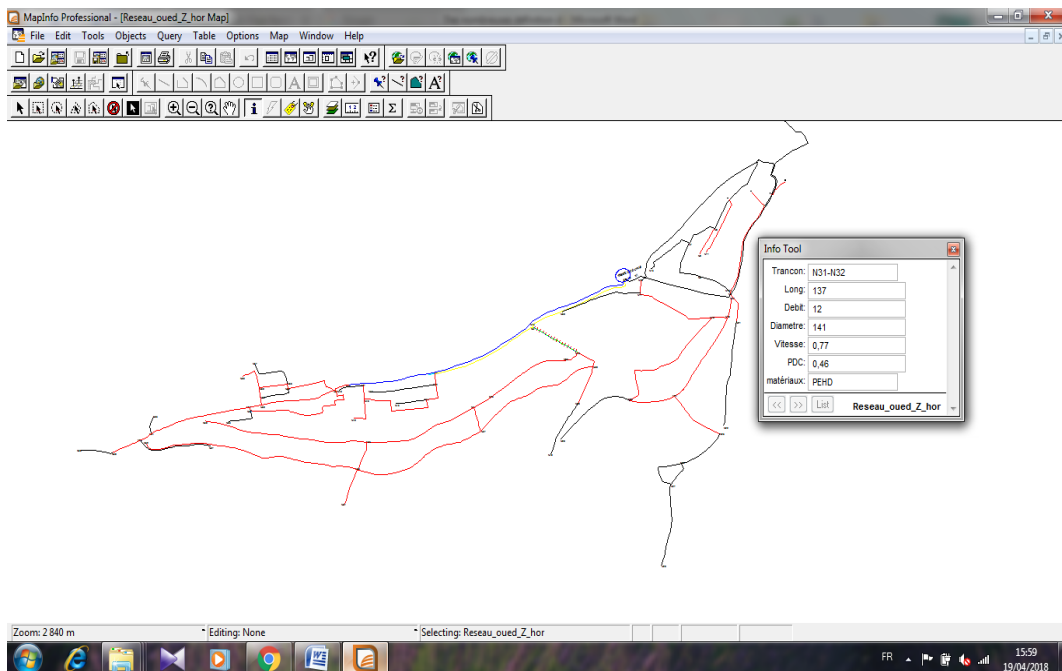 MapInfo Professional - [Reseau_oued_Z_hor Map]
File Edit Tools Objects Query Table Options Map Window Help
Info Tool
Trancon: N31-N32
Long: 137
Debit: 12
Diametre: 141
Vitesse: 0,77
PDC: 0,46
matériaux: PEHD
<< >> List Reseau_oued_Z_hor
Zoom: 2 840 m Editing: None Selecting: Reseau_oued_Z_hor
FR 15:59
19/04/2018